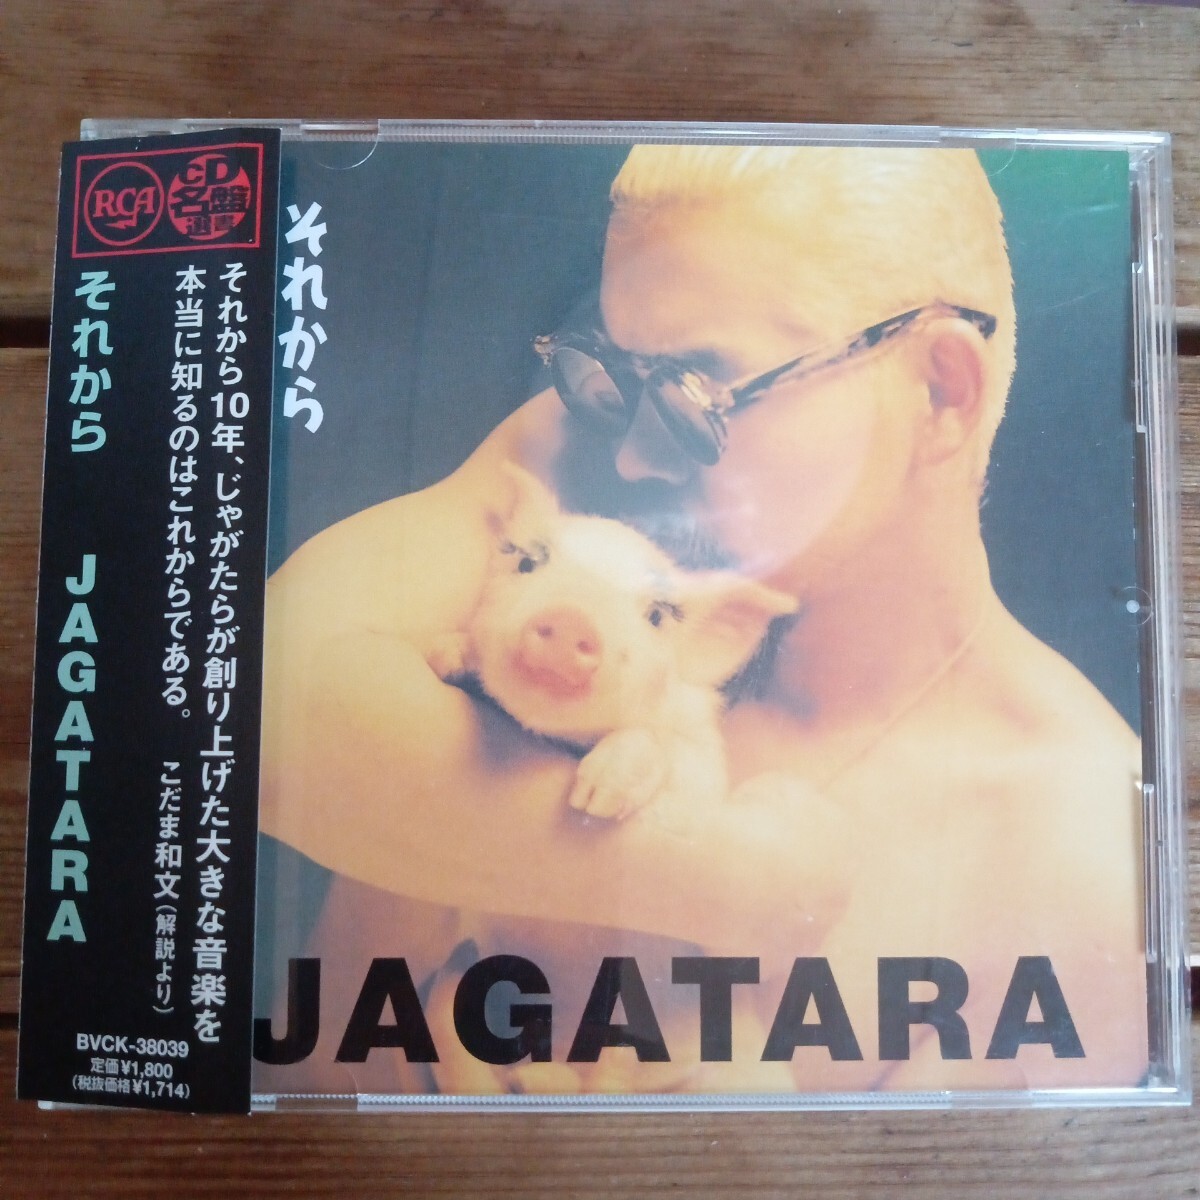 RCA
CD
名盤
選書
それから JAGATARA
それから10年、じゃがたらが創り上げた大きな音楽を
本当に知るのはこれからである。
こだま和文(解説より)
BVCK-38039
定価¥1,800
(税抜価格¥1,714)
それから
JAGATARA